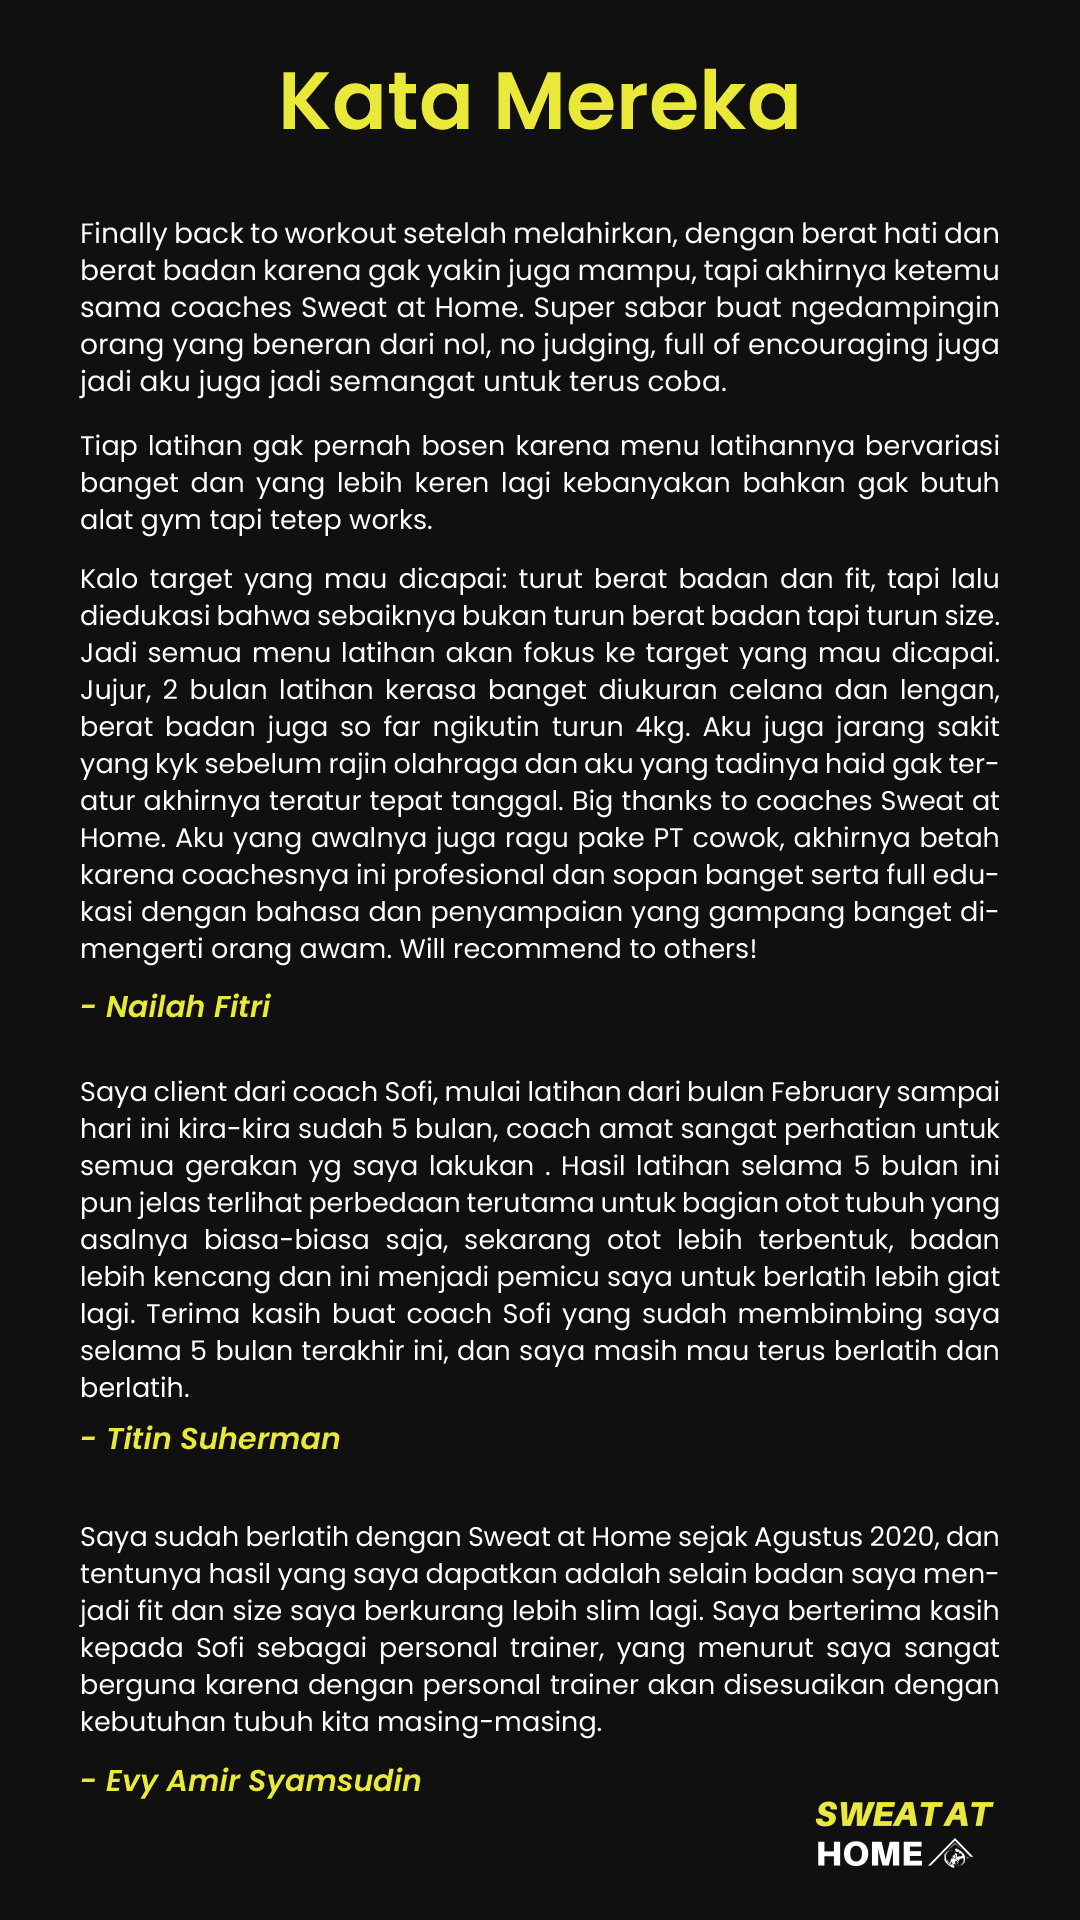 Kata Mereka
Finally back to workout setelah melahirkan, dengan berat hati dan
berat badan karena gak yakin juga mampu, tapi akhirnya ketemu
sama coaches Sweat at Home. Super sabar buat ngedampingin
orang yang beneran dari nol, no judging, full of encouraging juga
jadi aku juga jadi semangat untuk terus coba.
Tiap latihan gak pernah bosen karena menu latihannya bervariasi
banget dan yang lebih keren lagi kebanyakan bahkan gak butuh
alat gym tapi tetep works.
Kalo target yang mau dicapai: turut berat badan dan fit, tapi lalu
diedukasi bahwa sebaiknya bukan turun berat badan tapi turun size.
Jadi semua menu latihan akan fokus ke target yang mau dicapai.
Jujur, 2 bulan latihan kerasa banget diukuran celana dan lengan,
berat badan juga so far ngikutin turun 4kg. Aku juga jarang sakit
yang kyk sebelum rajin olahraga dan aku yang tadinya haid gak ter-
atur akhirnya teratur tepat tanggal. Big thanks to coaches Sweat at
Home. Aku yang awalnya juga ragu pake PT cowok, akhirnya betah
karena coachesnya ini profesional dan sopan banget serta full edu-
kasi dengan bahasa dan penyampaian yang gampang banget di-
mengerti orang awam. Will recommend to others!
- Nailah Fitri
Saya client dari coach Sofi, mulai latihan dari bulan February sampai
hari ini kira-kira sudah 5 bulan, coach amat sangat perhatian untuk
semua gerakan yg saya lakukan . Hasil latihan selama 5 bulan ini
pun jelas terlihat perbedaan terutama untuk bagian otot tubuh yang
asalnya biasa-biasa saja, sekarang otot lebih terbentuk, badan
lebih kencang dan ini menjadi pemicu saya untuk berlatih lebih giat
lagi. Terima kasih buat coach Sofi yang sudah membimbing saya
selama 5 bulan terakhir ini, dan saya masih mau terus berlatih dan
berlatih.
- Titin Suherman
Saya sudah berlatih dengan Sweat at Home sejak Agustus 2020, dan
tentunya hasil yang saya dapatkan adalah selain badan saya men-
jadi fit dan size saya berkurang lebih slim lagi. Saya berterima kasih
kepada Sofi sebagai personal trainer, yang menurut saya sangat
berguna karena dengan personal trainer akan disesuaikan dengan
kebutuhan tubuh kita masing-masing.
- Evy Amir Syamsudin
SWEAT AT
HOME